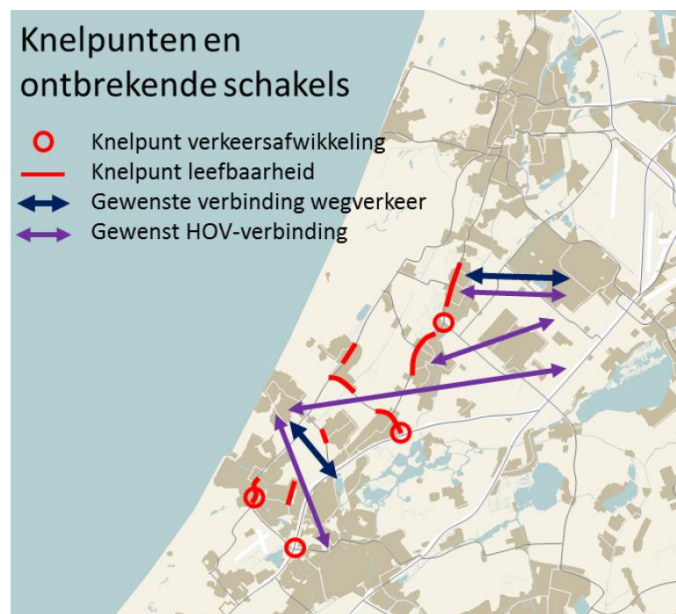 Knelpunten en
ontbrekende schakels
Knelpunt verkeersafwikkeling
Knelpunt leefbaarheid
Gewenste verbinding wegverkeer
Gewenst HOV-verbinding